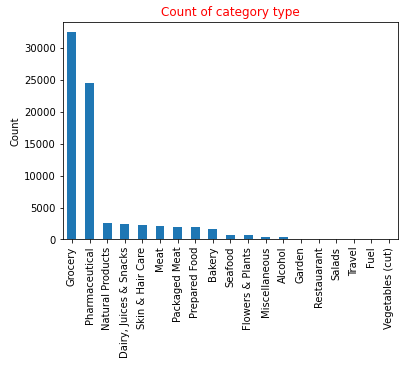 Count of category type
Count
30000
25000
20000
15000
10000
5000
0
Grocery
Pharmaceutical
Natural Products
Dairy, Juices & Snacks
Skin & Hair Care
Meat
Packaged Meat
Prepared Food
Bakery
Seafood
Flowers & Plants
Miscellaneous
Alcohol
Garden
Restauarant
Salads
Travel
Fuel
Vegetables (cut)